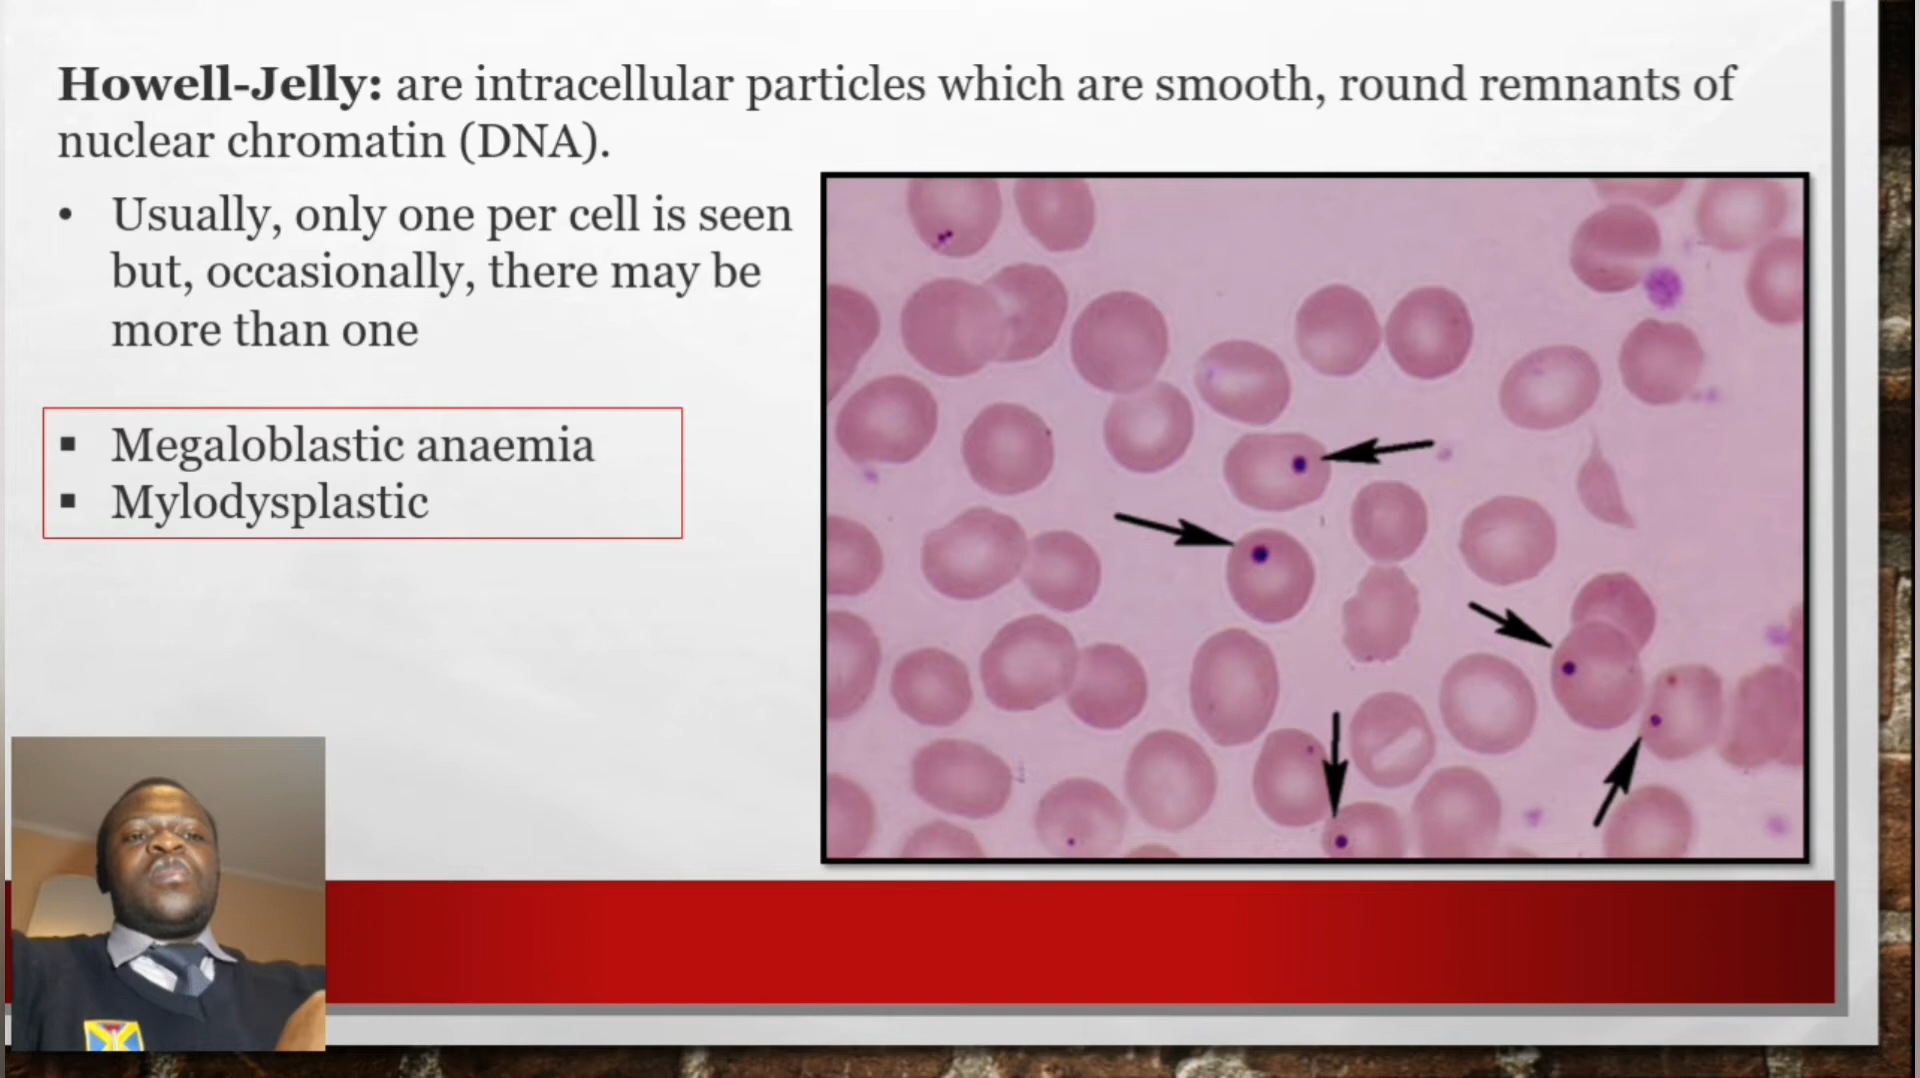 Howell-Jelly: are intracellular particles which are smooth, round remnants of
nuclear chromatin (DNA).
• Usually, only one per cell is seen
but, occasionally, there may be
more than one
▪ Megaloblastic anaemia
▪ Mylodysplastic